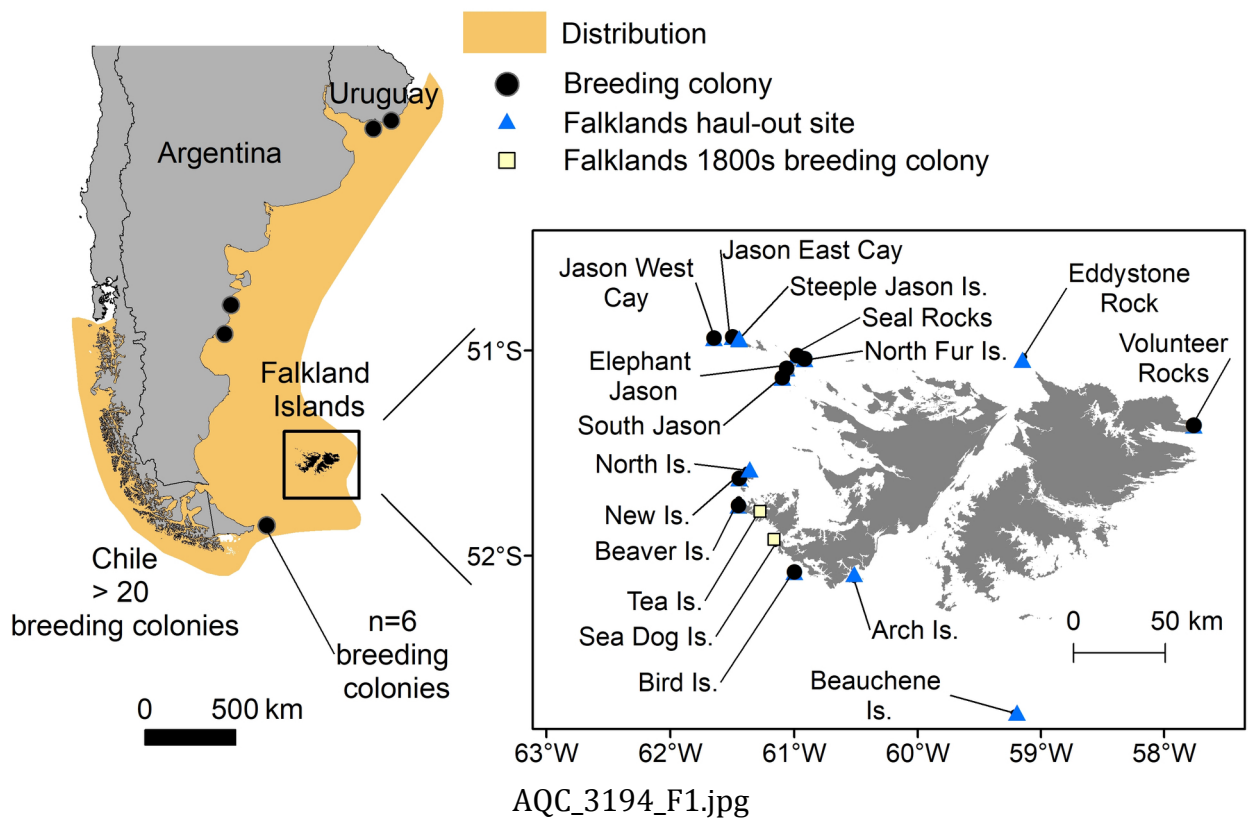 Distribution
Breeding colony
Falklands haul-out site
Falklands 1800s breeding colony
Uruguay
Argentina
Falkland
Islands
Chile
> 20
breeding colonies
n=6
breeding
colonies
0 500 km
Jason West
Cay
Jason East Cay
Steeple Jason Is.
Seal Rocks
North Fur Is.
Eddystone
Rock
Volunteer
Rocks
Elephant
Jason
South Jason
North Is.
New Is.
Beaver Is.
Tea Is.
Sea Dog Is.
Bird Is.
Arch Is.
Beauchene
Is.
0 50 km
51°S
52°S
63°W 62°W 61°W 60°W 59°W 58°W
AQC_3194_F1.jpg